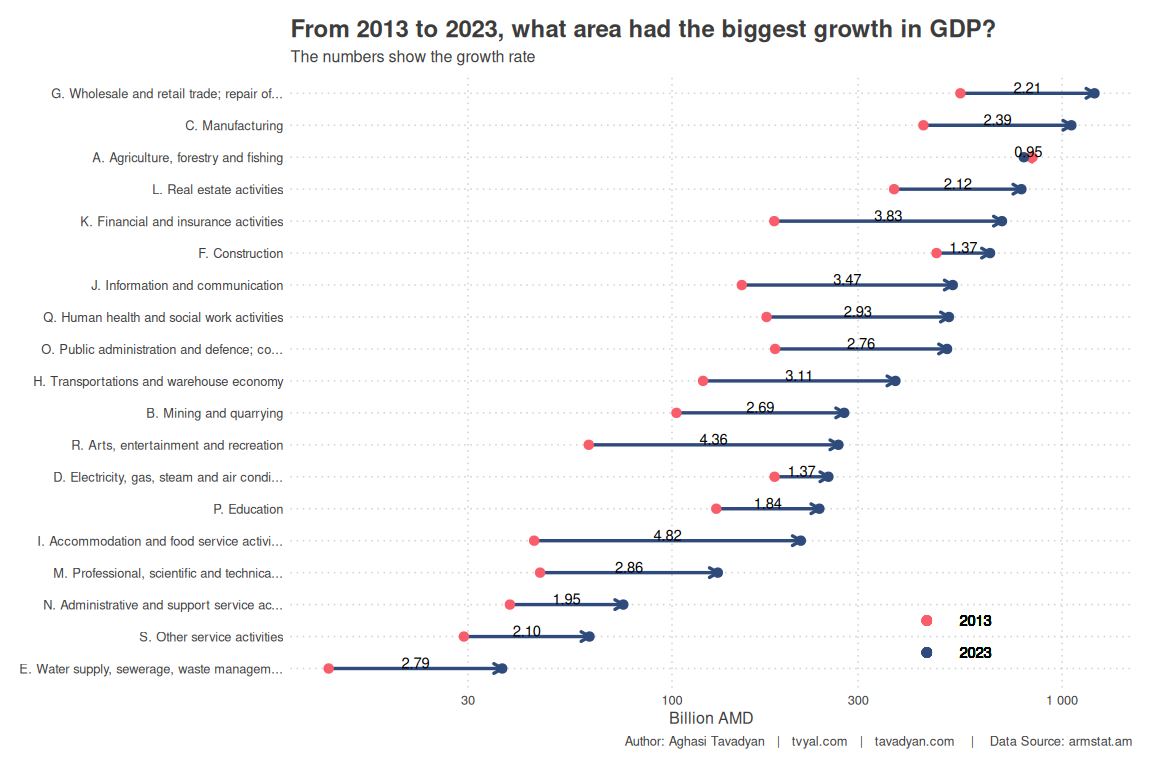 From 2013 to 2023, what area had the biggest growth in GDP?
The numbers show the growth rate
G. Wholesale and retail trade; repair of... 2.21
C. Manufacturing 2.39
A. Agriculture, forestry and fishing 0.95
L. Real estate activities 2.12
K. Financial and insurance activities 3.83
F. Construction 1.37
J. Information and communication 3.47
Q. Human health and social work activities 2.93
O. Public administration and defence; co... 2.76
H. Transportations and warehouse economy 3.11
B. Mining and quarrying 2.69
R. Arts, entertainment and recreation 4.36
D. Electricity, gas, steam and air condi... 1.37
P. Education 1.84
I. Accommodation and food service activi... 4.82
M. Professional, scientific and technica... 2.86
N. Administrative and support service ac... 1.95
2013
S. Other service activities 2.10
2023
E. Water supply, sewerage, waste managem... 2.79
30 100 300 1 000
Billion AMD
Author: Aghasi Tavadyan | tvyal.com | tavadyan.com | Data Source: armstat.am